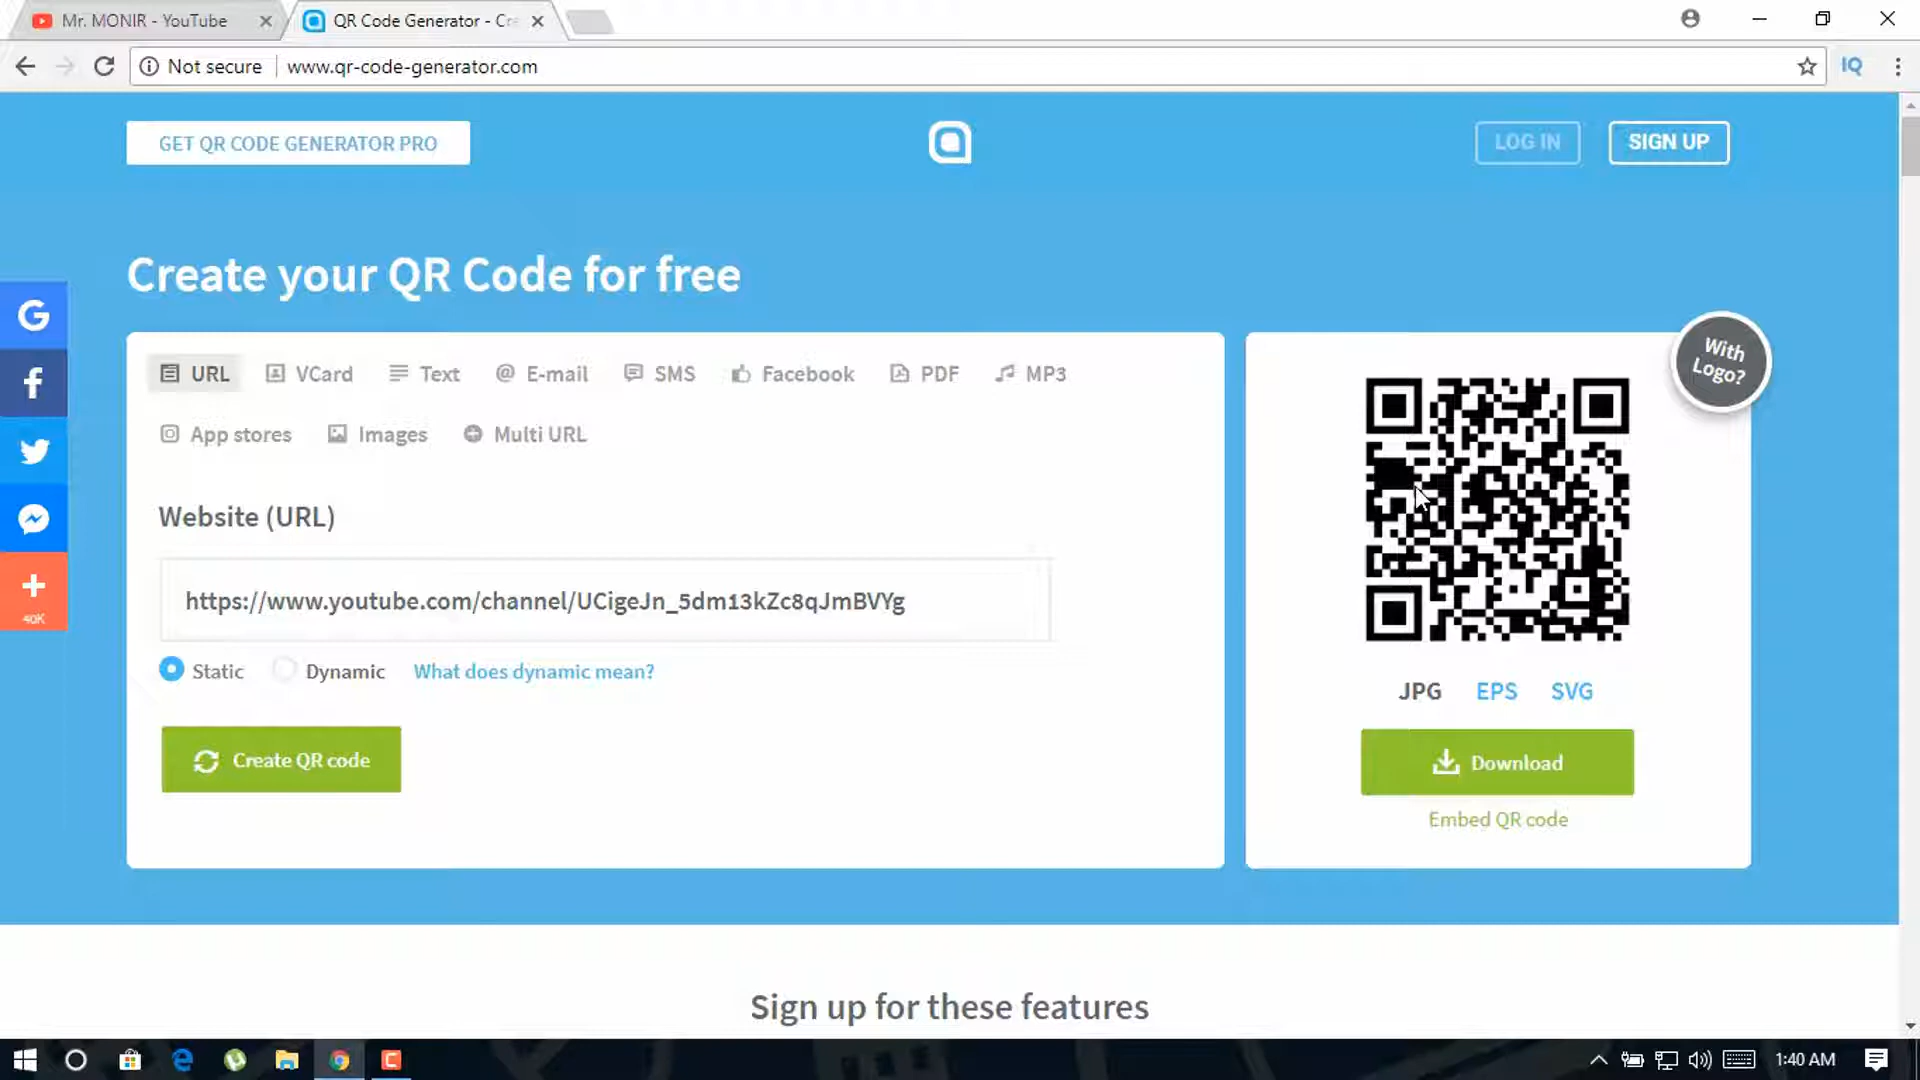 Mr. MONIR - YouTube
QR Code Generator - Cre
Not secure
www.qr-code-generator.com
IQ
GET QR CODE GENERATOR PRO
LOG IN
SIGN UP
Create your QR Code for free
With
Logo?
URL
VCard
Text
E-mail
SMS
Facebook
PDF
MP3
App stores
Images
Multi URL
Website (URL)
https://www.youtube.com/channel/UCigeJn_5dm13kZc8qJmBVYg
Static
Dynamic
What does dynamic mean?
Create QR code
JPG
EPS
SVG
Download
Embed QR code
40K
Sign up for these features
1:40 AM